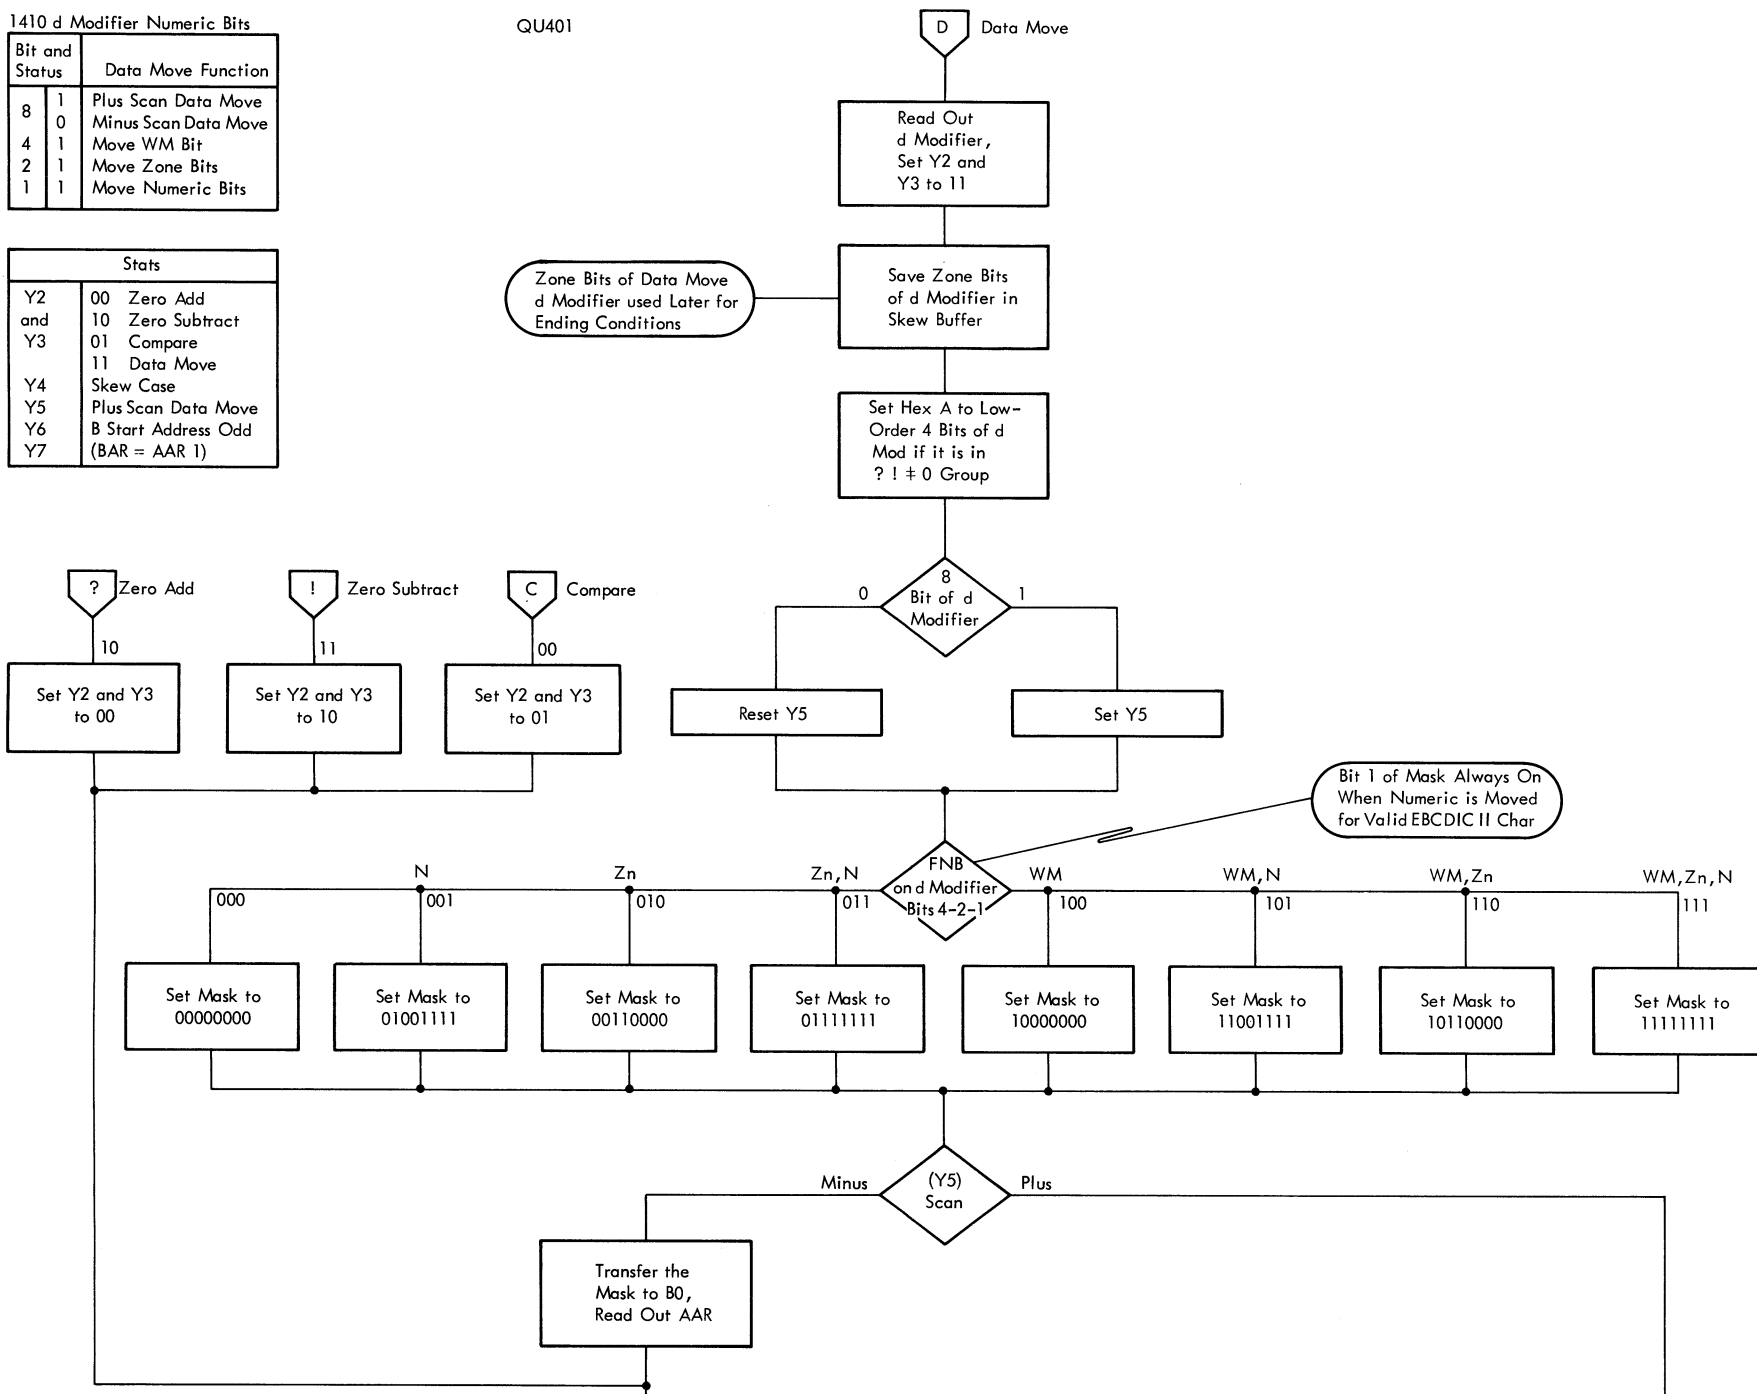 1410 d Modifier Numeric Bits
Bit and
Status
Data Move Function
8
1
Plus Scan Data Move
0
Minus Scan Data Move
4
1
Move WM Bit
2
1
Move Zone Bits
1
1
Move Numeric Bits
QU401
D
Data Move
Read Out
d Modifier,
Set Y2 and
Y3 to 11
Stats
Y2
00 Zero Add
and
10 Zero Subtract
Y3
01 Compare
11 Data Move
Y4
Skew Case
Y5
Plus Scan Data Move
Y6
B Start Address Odd
Y7
(BAR = AAR 1)
Zone Bits of Data Move
d Modifier used Later for
Ending Conditions
Save Zone Bits
of d Modifier in
Skew Buffer
Set Hex A to Low-
Order 4 Bits of d
Mod if it is in
? ! ‡ 0 Group
8
Bit of d
Modifier
0
1
?
Zero Add
!
Zero Subtract
C
Compare
10
11
00
Set Y2 and Y3
to 00
Set Y2 and Y3
to 10
Set Y2 and Y3
to 01
Reset Y5
Set Y5
Bit 1 of Mask Always On
When Numeric is Moved
for Valid EBCDIC II Char
FNB
on d Modifier
Bits 4-2-1
000
N
001
Zn
010
Zn, N
011
WM
100
WM, N
101
WM, Zn
110
WM, Zn, N
111
Set Mask to
00000000
Set Mask to
01001111
Set Mask to
00110000
Set Mask to
01111111
Set Mask to
10000000
Set Mask to
11001111
Set Mask to
10110000
Set Mask to
11111111
Minus
(Y5)
Scan
Plus
Transfer the
Mask to B0,
Read Out AAR